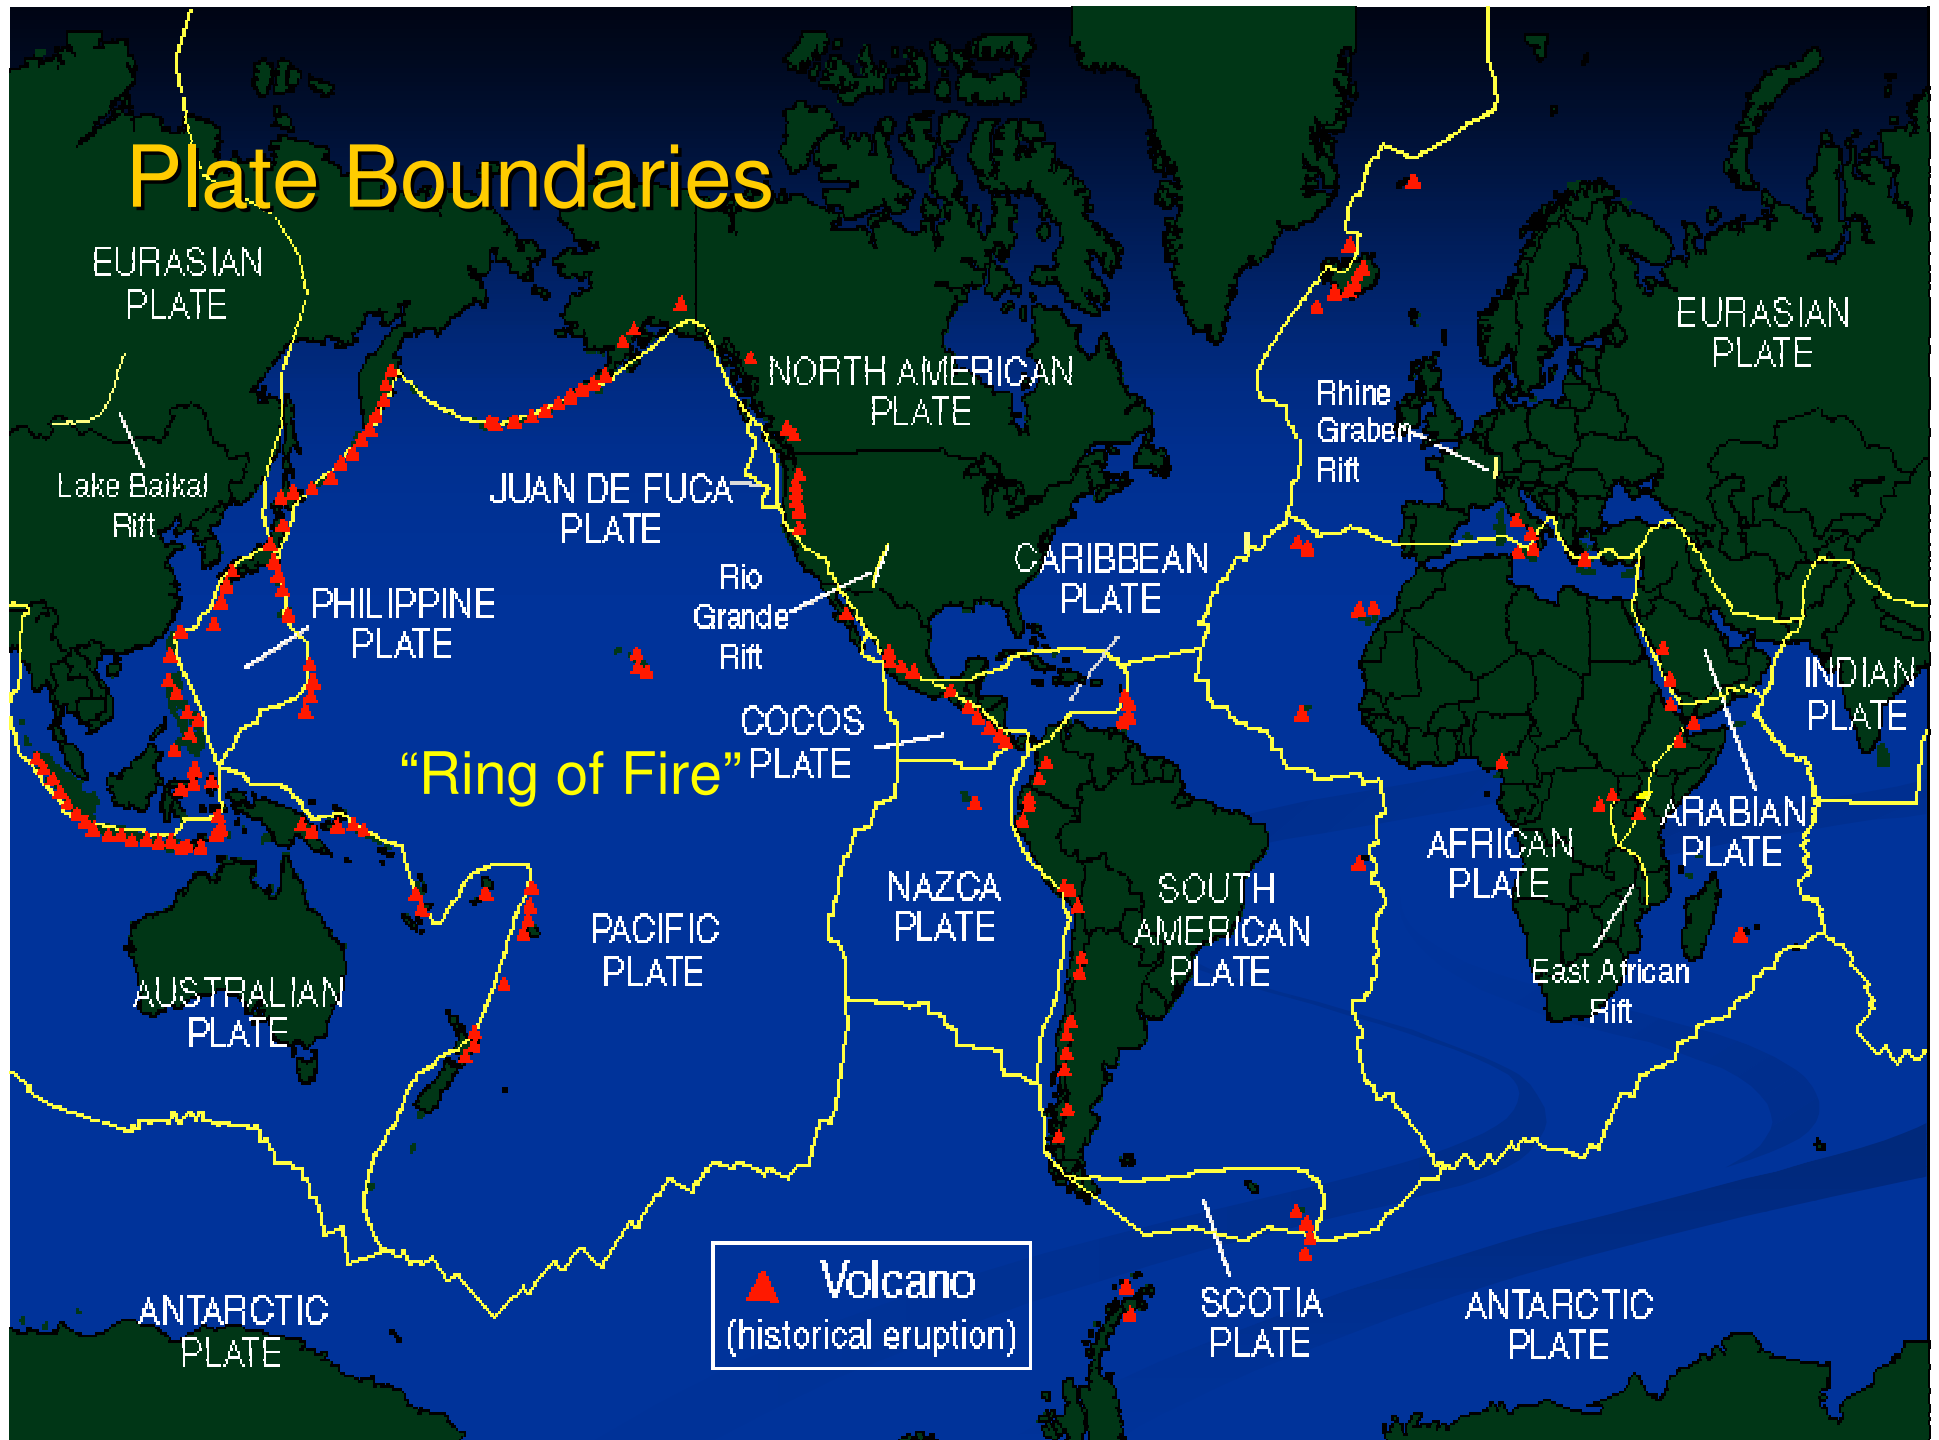 Plate Boundaries
EURASIAN
PLATE
EURASIAN
PLATE
NORTH AMERICAN
PLATE
Rhine
Graben
Rift
Lake Baikal
Rift
JUAN DE FUCA
PLATE
CARIBBEAN
PLATE
Rio
Grande
Rift
PHILIPPINE
PLATE
INDIAN
PLATE
COCOS
PLATE
“Ring of Fire”
ARABIAN
PLATE
AFRICAN
PLATE
NAZCA
PLATE
SOUTH
AMERICAN
PLATE
PACIFIC
PLATE
East African
Rift
AUSTRALIAN
PLATE
Volcano
(historical eruption)
SCOTIA
PLATE
ANTARCTIC
PLATE
ANTARCTIC
PLATE